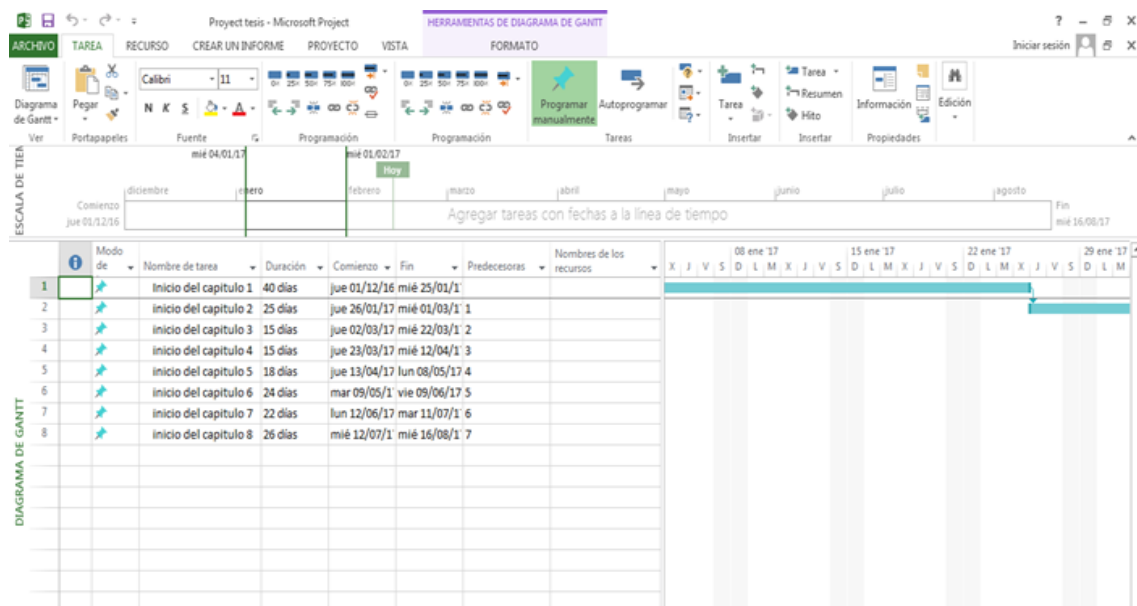 Proyect tesis - Microsoft Project
HERRAMIENTAS DE DIAGRAMA DE GANTT
?
ARCHIVO TAREA RECURSO CREAR UN INFORME PROYECTO VISTA FORMATO Iniciar sesión
Diagrama de Gantt
Ver
Pegar
Portapapeles
Calibri 11
N K S A
Fuente
0% 25% 50% 75% 100%
Programación
0% 25% 50% 75% 100%
Programación
Programar manualmente
Autoprogramar
Tareas
Tarea
Insertar
Tarea
Resumen
Hito
Insertar
Información
Propiedades
Edición
ESCALA DE TIEM
mié 04/01/17 mié 01/02/17
Hoy
diciembre enero febrero marzo abril mayo junio julio agosto
Comienzo
jue 01/12/16
Agregar tareas con fechas a la línea de tiempo
Fin
mié 16/08/17
DIAGRAMA DE GANTT
Modo de Nombre de tarea Duración Comienzo Fin Predecesoras Nombres de los recursos
08 ene '17 15 ene '17 22 ene '17 29 ene '17
X J V S D L M X J V S D L M X J V S D L M X J V S D L M
1 Inicio del capitulo 1 40 días jue 01/12/16 mié 25/01/1
2 inicio del capitulo 2 25 días jue 26/01/17 mié 01/03/1 1
3 inicio del capitulo 3 15 días jue 02/03/17 mié 22/03/1 2
4 inicio del capitulo 4 15 días jue 23/03/17 mié 12/04/1 3
5 inicio del capitulo 5 18 días jue 13/04/17 lun 08/05/17 4
6 inicio del capitulo 6 24 días mar 09/05/1 vie 09/06/17 5
7 inicio del capitulo 7 22 días lun 12/06/17 mar 11/07/1 6
8 inicio del capitulo 8 26 días mié 12/07/1 mié 16/08/1 7